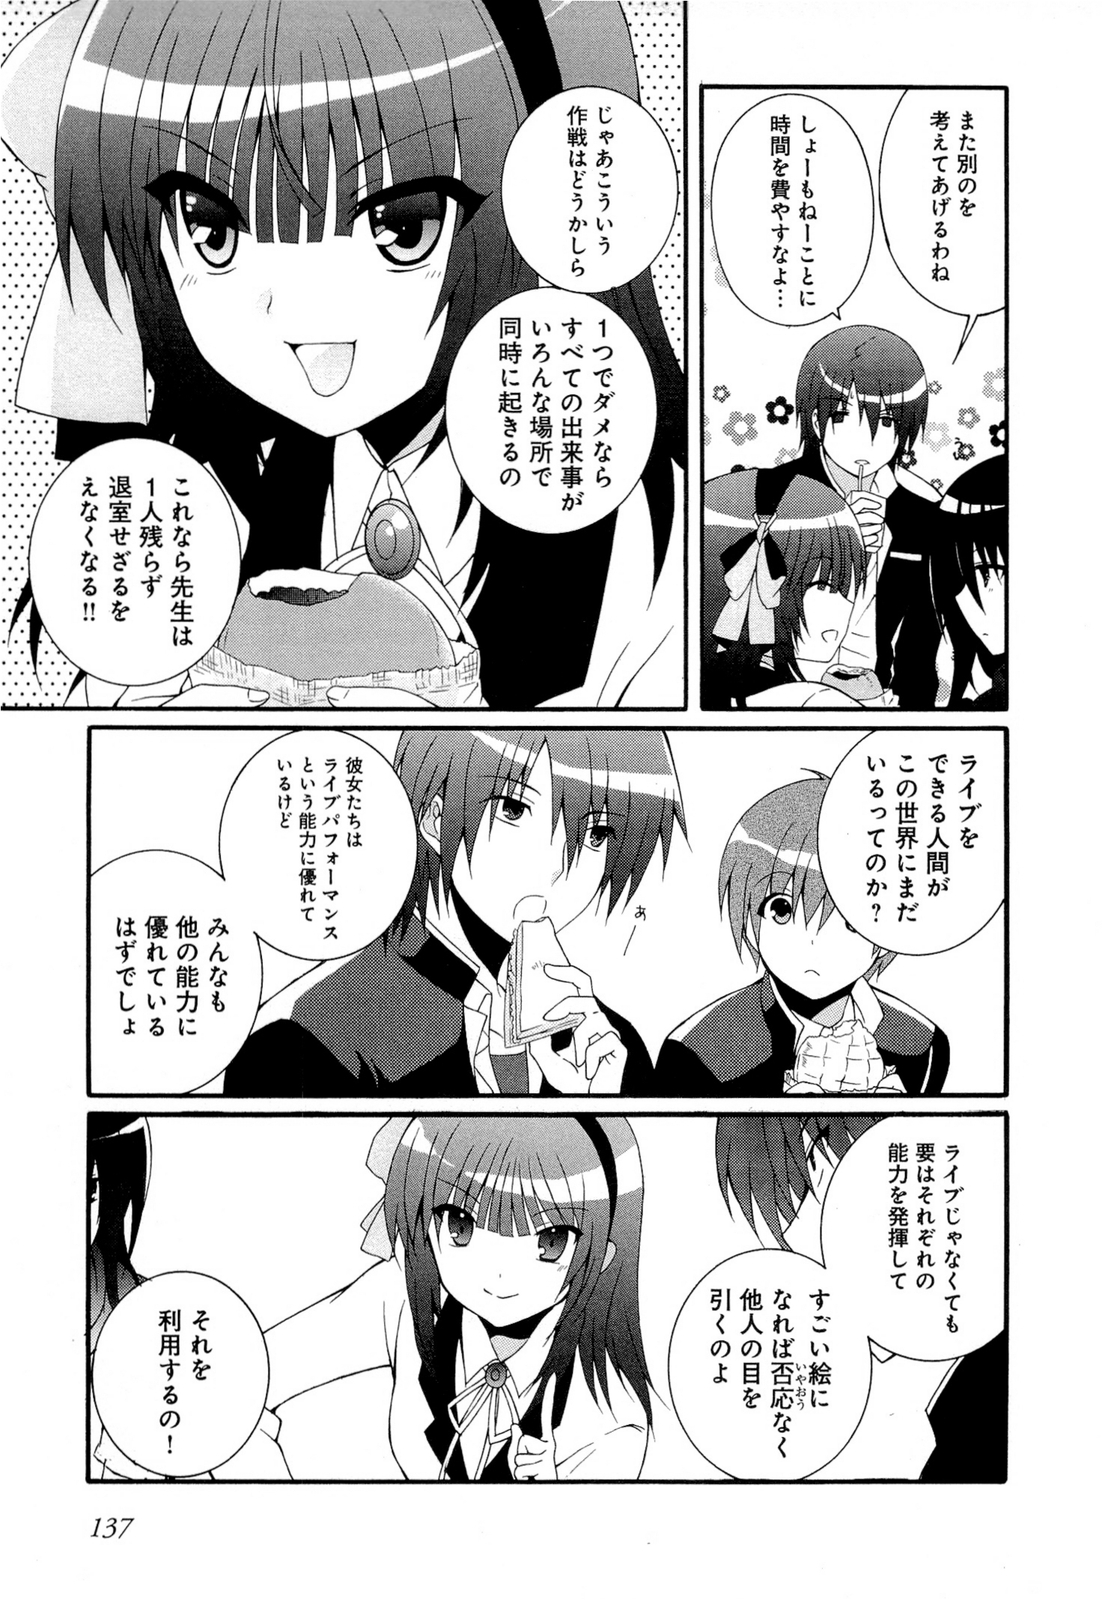 また別のを
考えてあげるわね
しょーもねーことに
時間を費やすなよ…
じゃあこういう
作戦はどうかしら
1つでダメなら
すべての出来事が
いろんな場所で
同時に起きるの
これなら先生は
1人残らず
退室せざるを
えなくなる!!
ライブを
できる人間が
この世界にまだ
いるってのか?
あ
彼女たちは
ライブパフォーマンス
という能力に優れて
いるけど
みんなも
他の能力に
優れている
はずでしょ
ライブじゃなくても
要はそれぞれの
能力を発揮して
すごい絵に
なれば否応なく
いやおう
他人の目を
引くのよ
それを
利用するの!
137